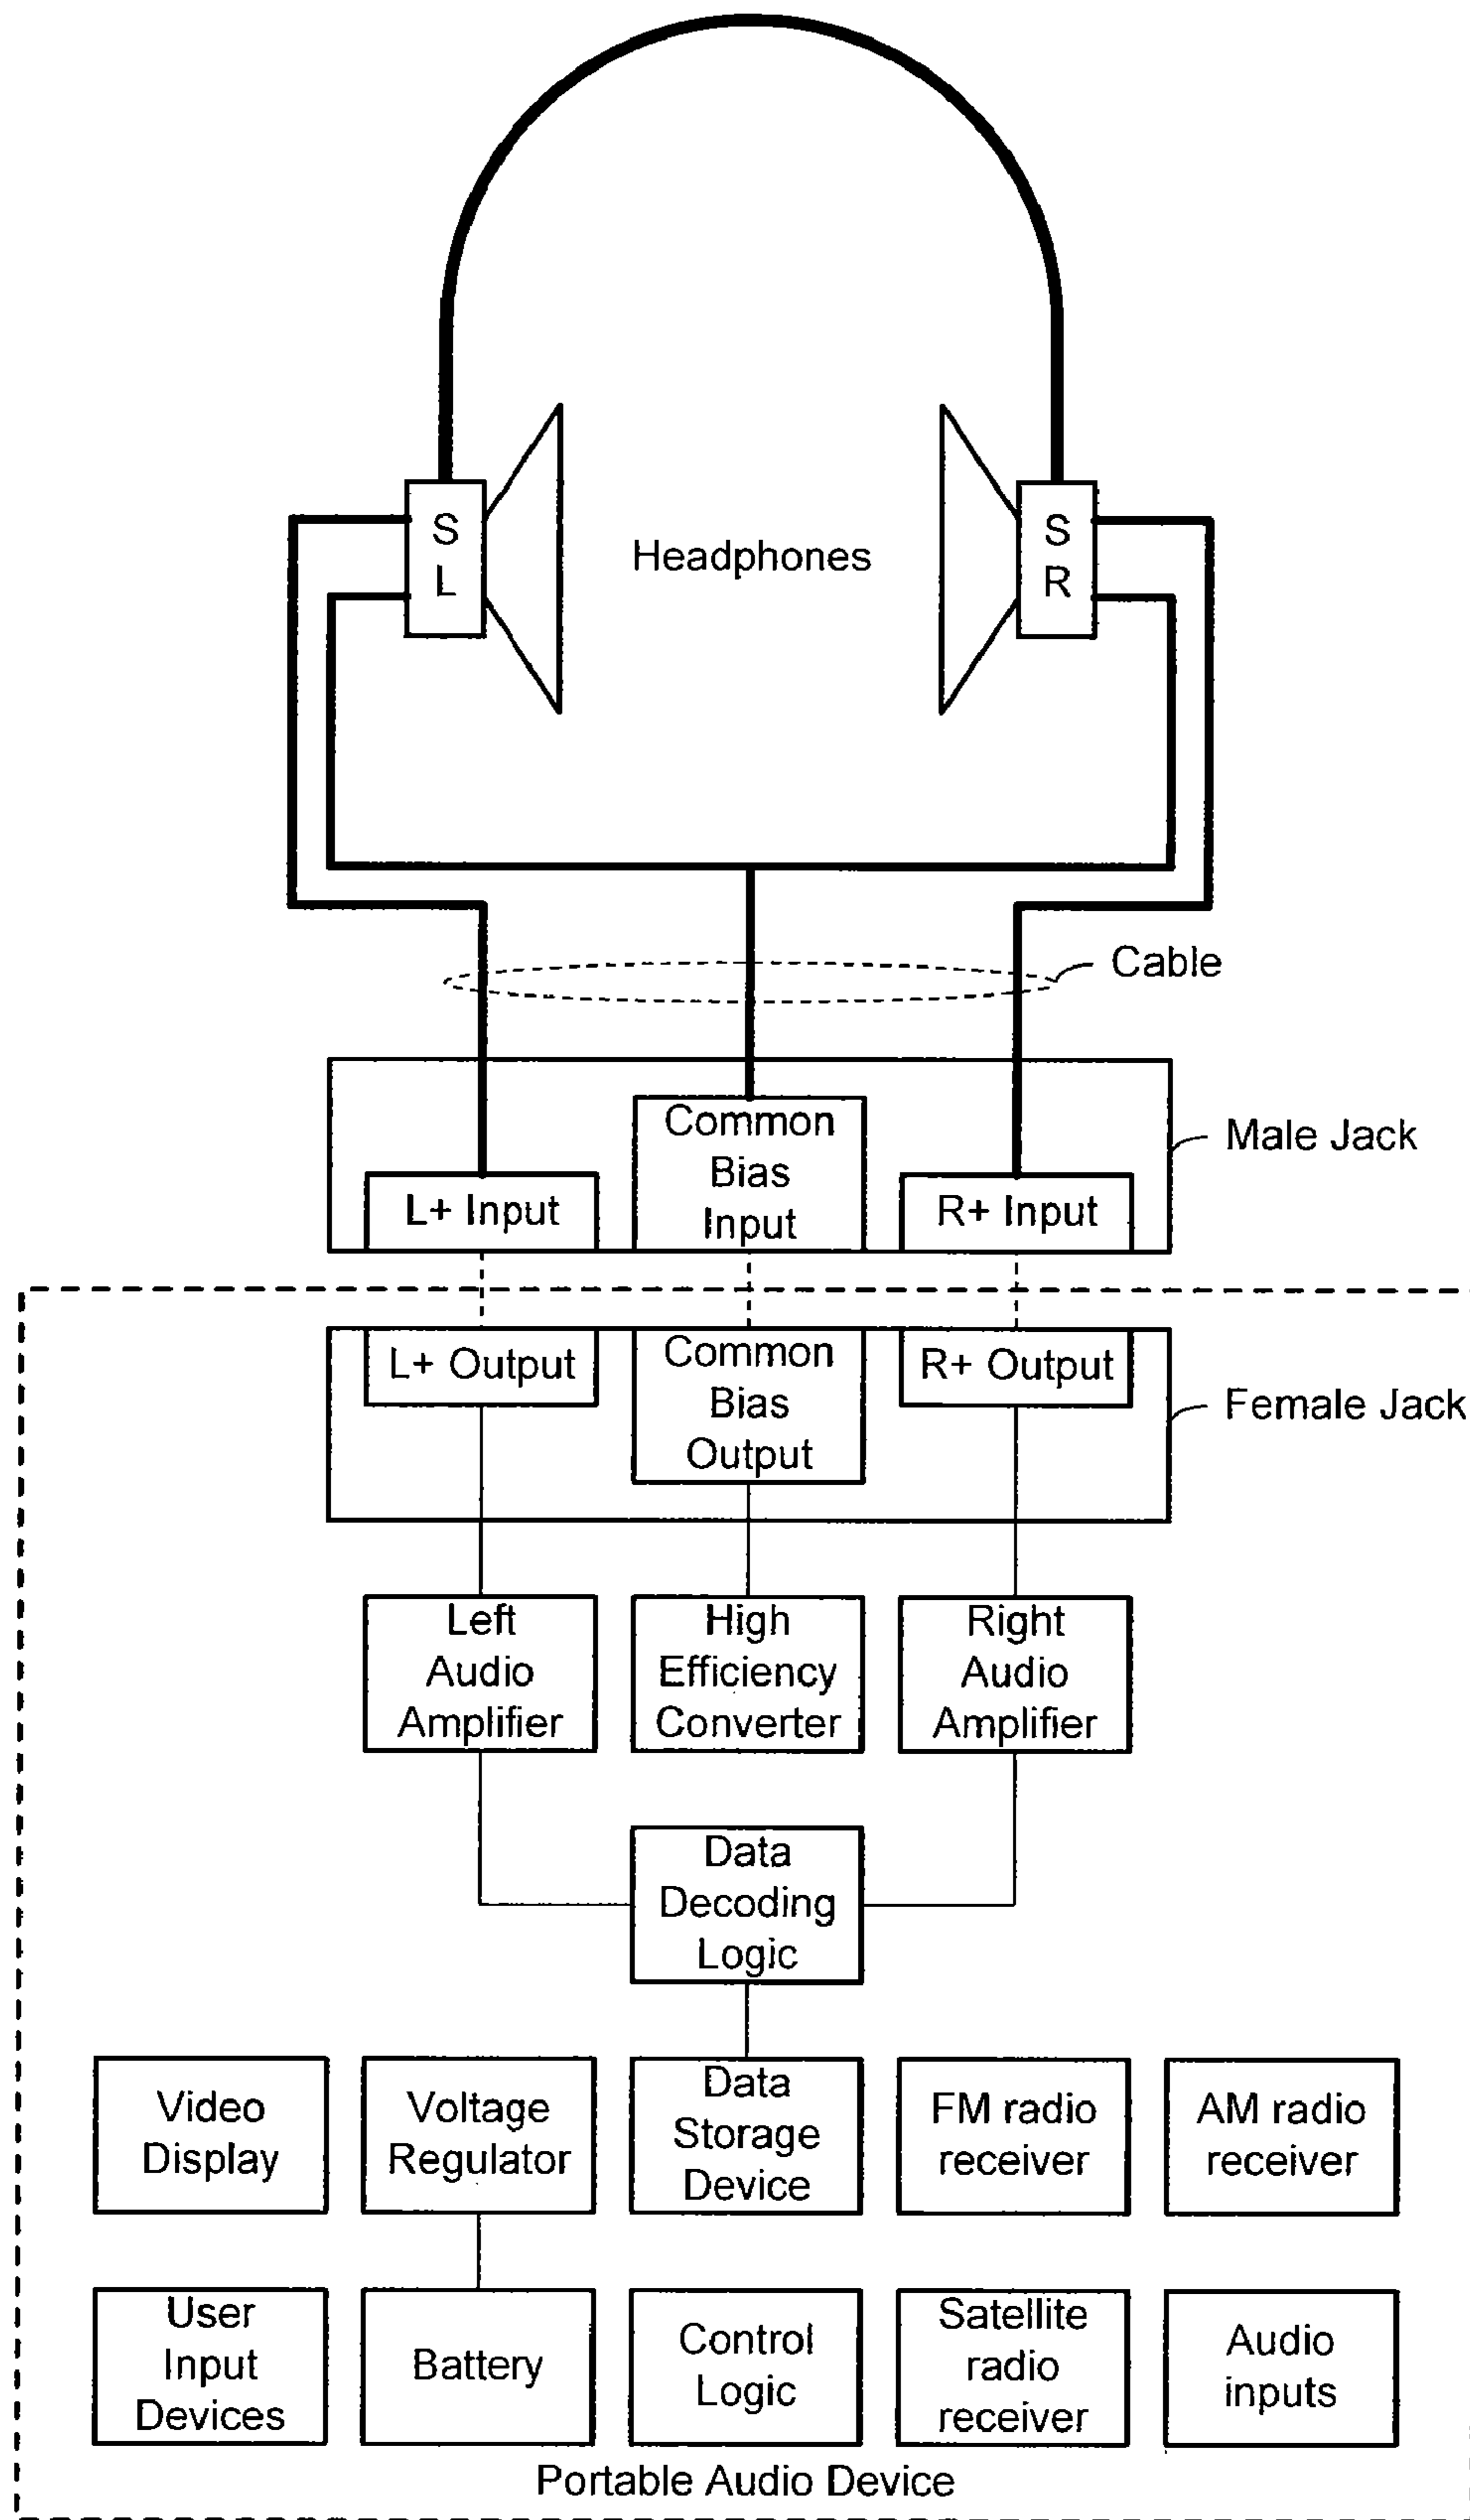 S
L
Headphones
S
R
Cable
Common
Bias
Input
Male Jack
L+ Input
R+ Input
L+ Output
Common
Bias
Output
R+ Output
Female Jack
Left
Audio
Amplifier
High
Efficiency
Converter
Right
Audio
Amplifier
Data
Decoding
Logic
Video
Display
Voltage
Regulator
Data
Storage
Device
FM radio
receiver
AM radio
receiver
User
Input
Devices
Battery
Control
Logic
Satellite
radio
receiver
Audio
inputs
Portable Audio Device